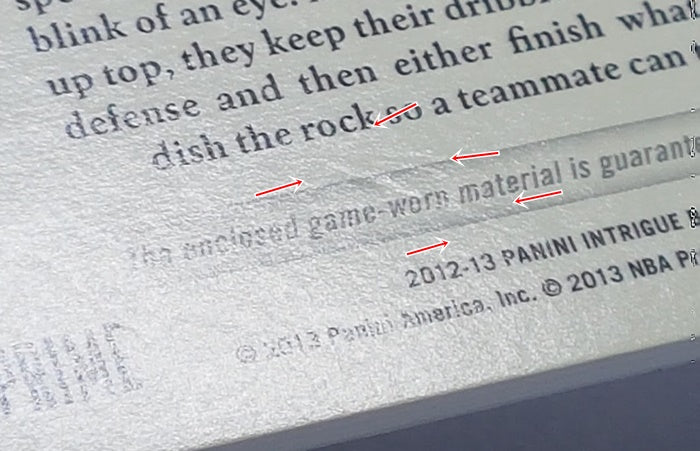 blink of an eye.
up top, they keep their
defense and then either finish what
dish the rock so a teammate can
the enclosed game-worn material is
2012-13 PANINI INTRIGUE
© 2013 Panini America, Inc. © 2013 NBA